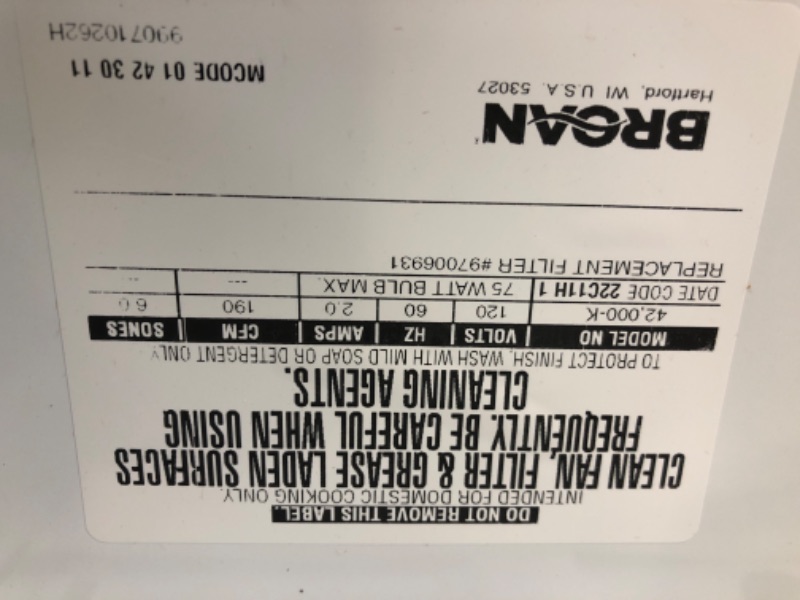 DO NOT REMOVE THIS LABEL.
INTENDED FOR DOMESTIC COOKING ONLY.
CLEAN FAN, FILTER & GREASE LADEN SURFACES
FREQUENTLY. BE CAREFUL WHEN USING
CLEANING AGENTS.
TO PROTECT FINISH, WASH WITH MILD SOAP OR DETERGENT ONLY
MODEL NO | VOLTS | HZ | AMPS | CFM | SONES
42,000-K 120 60 2.0 190 6.0
DATE CODE 22C11H 1 75 WATT BULB MAX. --- ---
REPLACEMENT FILTER #97006931
BROAN
Hartford, WI U.S.A. 53027
MCODE 01 42 30 11
990710262H